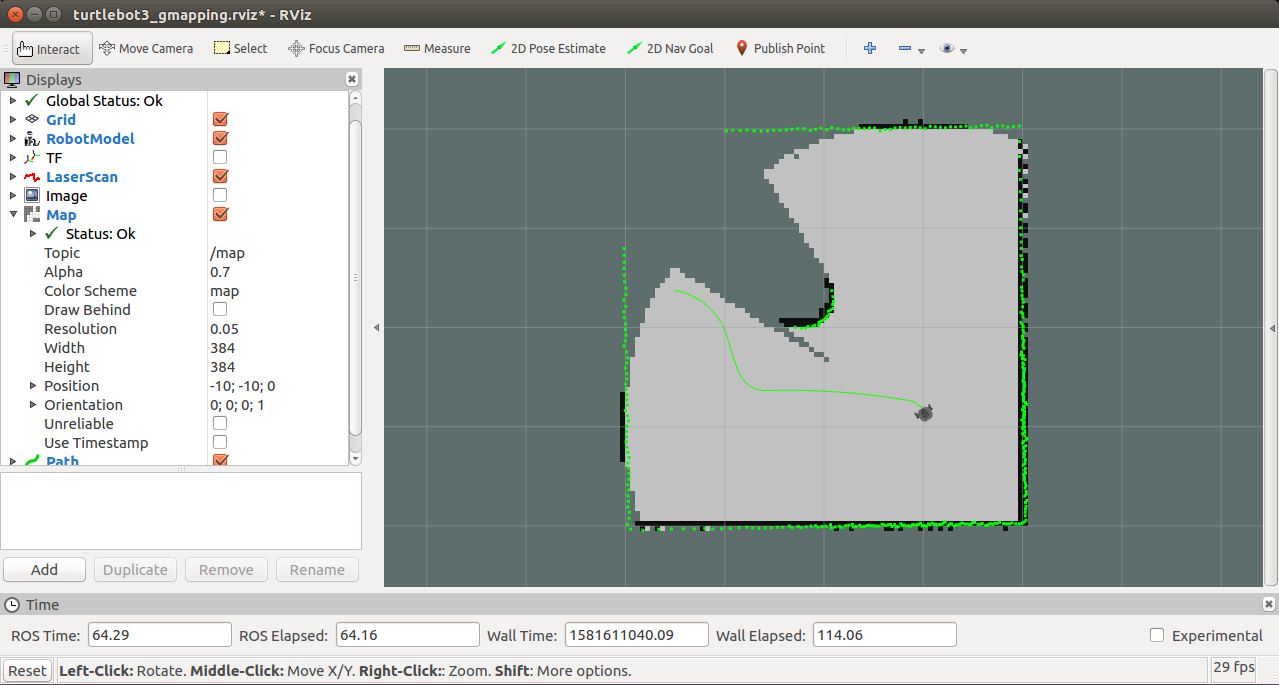 turtlebot3_gmapping.rviz* - RViz
Interact Move Camera Select Focus Camera Measure 2D Pose Estimate 2D Nav Goal Publish Point
Displays
Global Status: Ok
Grid
RobotModel
TF
LaserScan
Image
Map
Status: Ok
Topic /map
Alpha 0.7
Color Scheme map
Draw Behind
Resolution 0.05
Width 384
Height 384
Position -10; -10; 0
Orientation 0; 0; 0; 1
Unreliable
Use Timestamp
Path
Add Duplicate Remove Rename
Time
ROS Time: 64.29 ROS Elapsed: 64.16 Wall Time: 1581611040.09 Wall Elapsed: 114.06 Experimental
Reset Left-Click: Rotate. Middle-Click: Move X/Y. Right-Click:: Zoom. Shift: More options. 29 fps